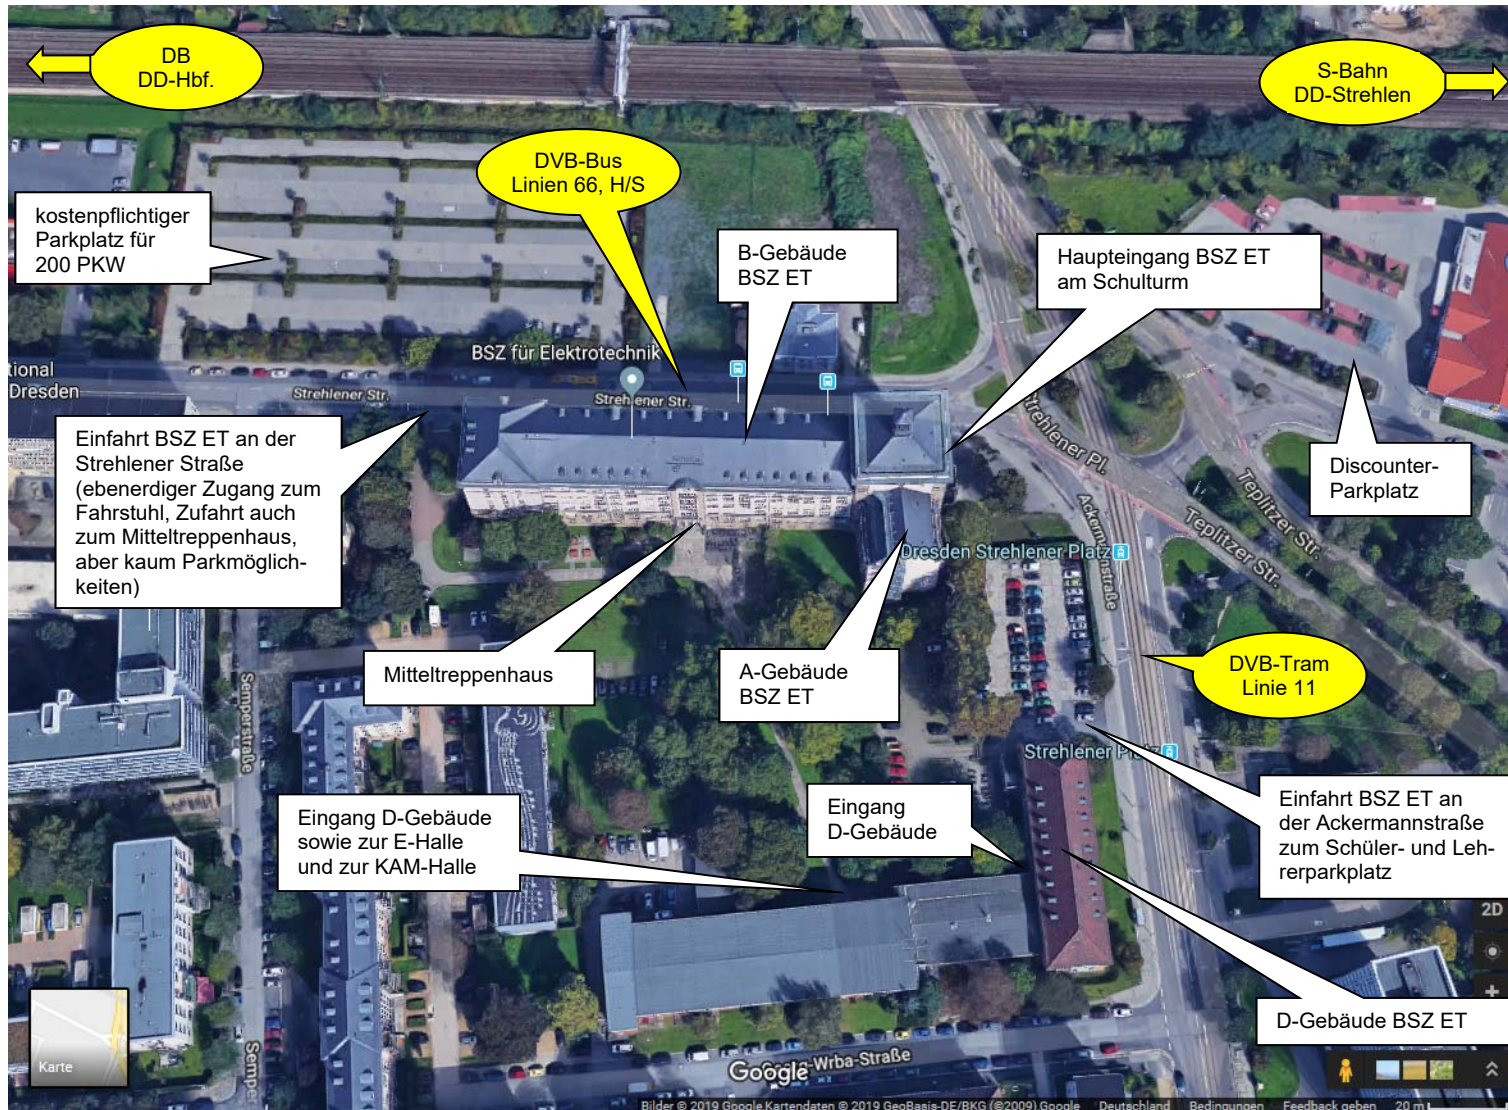 DB
DD-Hbf.
S-Bahn
DD-Strehlen
DVB-Bus
Linien 66, H/S
kostenpflichtiger
Parkplatz für
200 PKW
B-Gebäude
BSZ ET
Haupteingang BSZ ET
am Schulturm
BSZ für Elektrotechnik
tional
Dresden
Strehlener Str.
Strehlener Str.
Einfahrt BSZ ET an der
Strehlener Straße
(ebenerdiger Zugang zum
Fahrstuhl, Zufahrt auch
zum Mitteltreppenhaus,
aber kaum Parkmöglich-
keiten)
Strehlener Pl.
Discounter-
Parkplatz
Teplitzer Str.
Teplitzer Str.
Ackermannstraße
Dresden Strehlener Platz
Mitteltreppenhaus
A-Gebäude
BSZ ET
DVB-Tram
Linie 11
Semperstraße
Strehlener Platz
Eingang D-Gebäude
sowie zur E-Halle
und zur KAM-Halle
Eingang
D-Gebäude
Einfahrt BSZ ET an
der Ackermannstraße
zum Schüler- und Leh-
rerparkplatz
2D
+
D-Gebäude BSZ ET
Karte
Semper
Google
-Wrba-Straße
Bilder © 2019 Google, Kartendaten © 2019 GeoBasis-DE/BKG (©2009) Google Deutschland Bedingungen Feedback geben 20 m